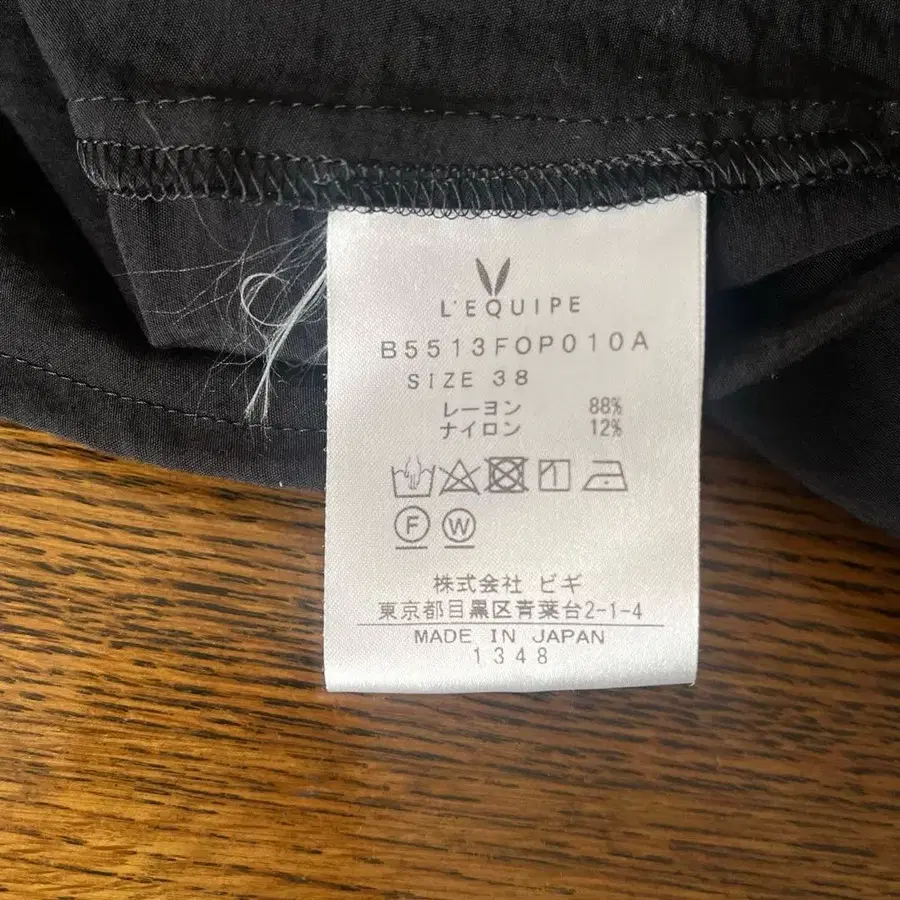 L'EQUIPE
B5513FOP010A
SIZE 38
レーヨン 88%
ナイロン 12%
F W
株式会社 ビギ
東京都目黒区青葉台2-1-4
MADE IN JAPAN
1348